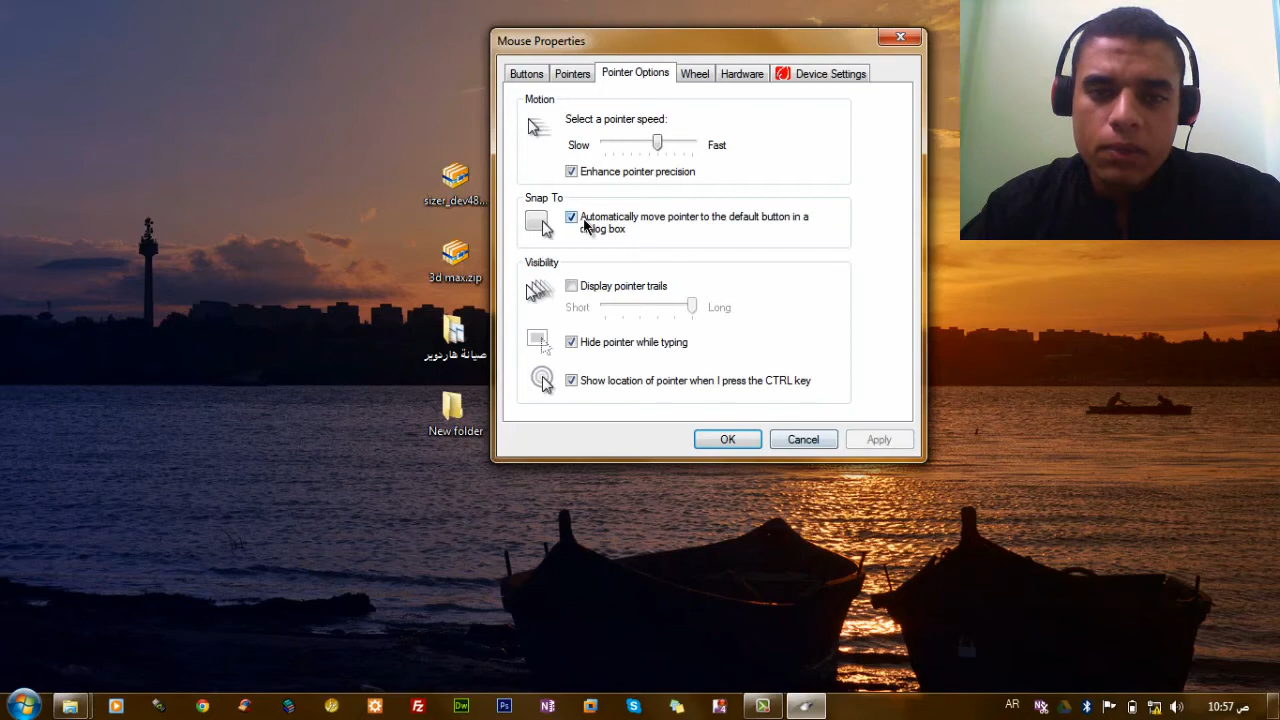 Mouse Properties
Buttons
Pointers
Pointer Options
Wheel
Hardware
Device Settings
Motion
Select a pointer speed:
Slow
Fast
Enhance pointer precision
Snap To
Automatically move pointer to the default button in a
dialog box
Visibility
Display pointer trails
Short
Long
Hide pointer while typing
Show location of pointer when I press the CTRL key
OK
Cancel
Apply
sizer_dev48...
3d max.zip
صيانة هاردوير
New folder
Fz
Dw
Ps
N
S
AR
N
10:57 ص